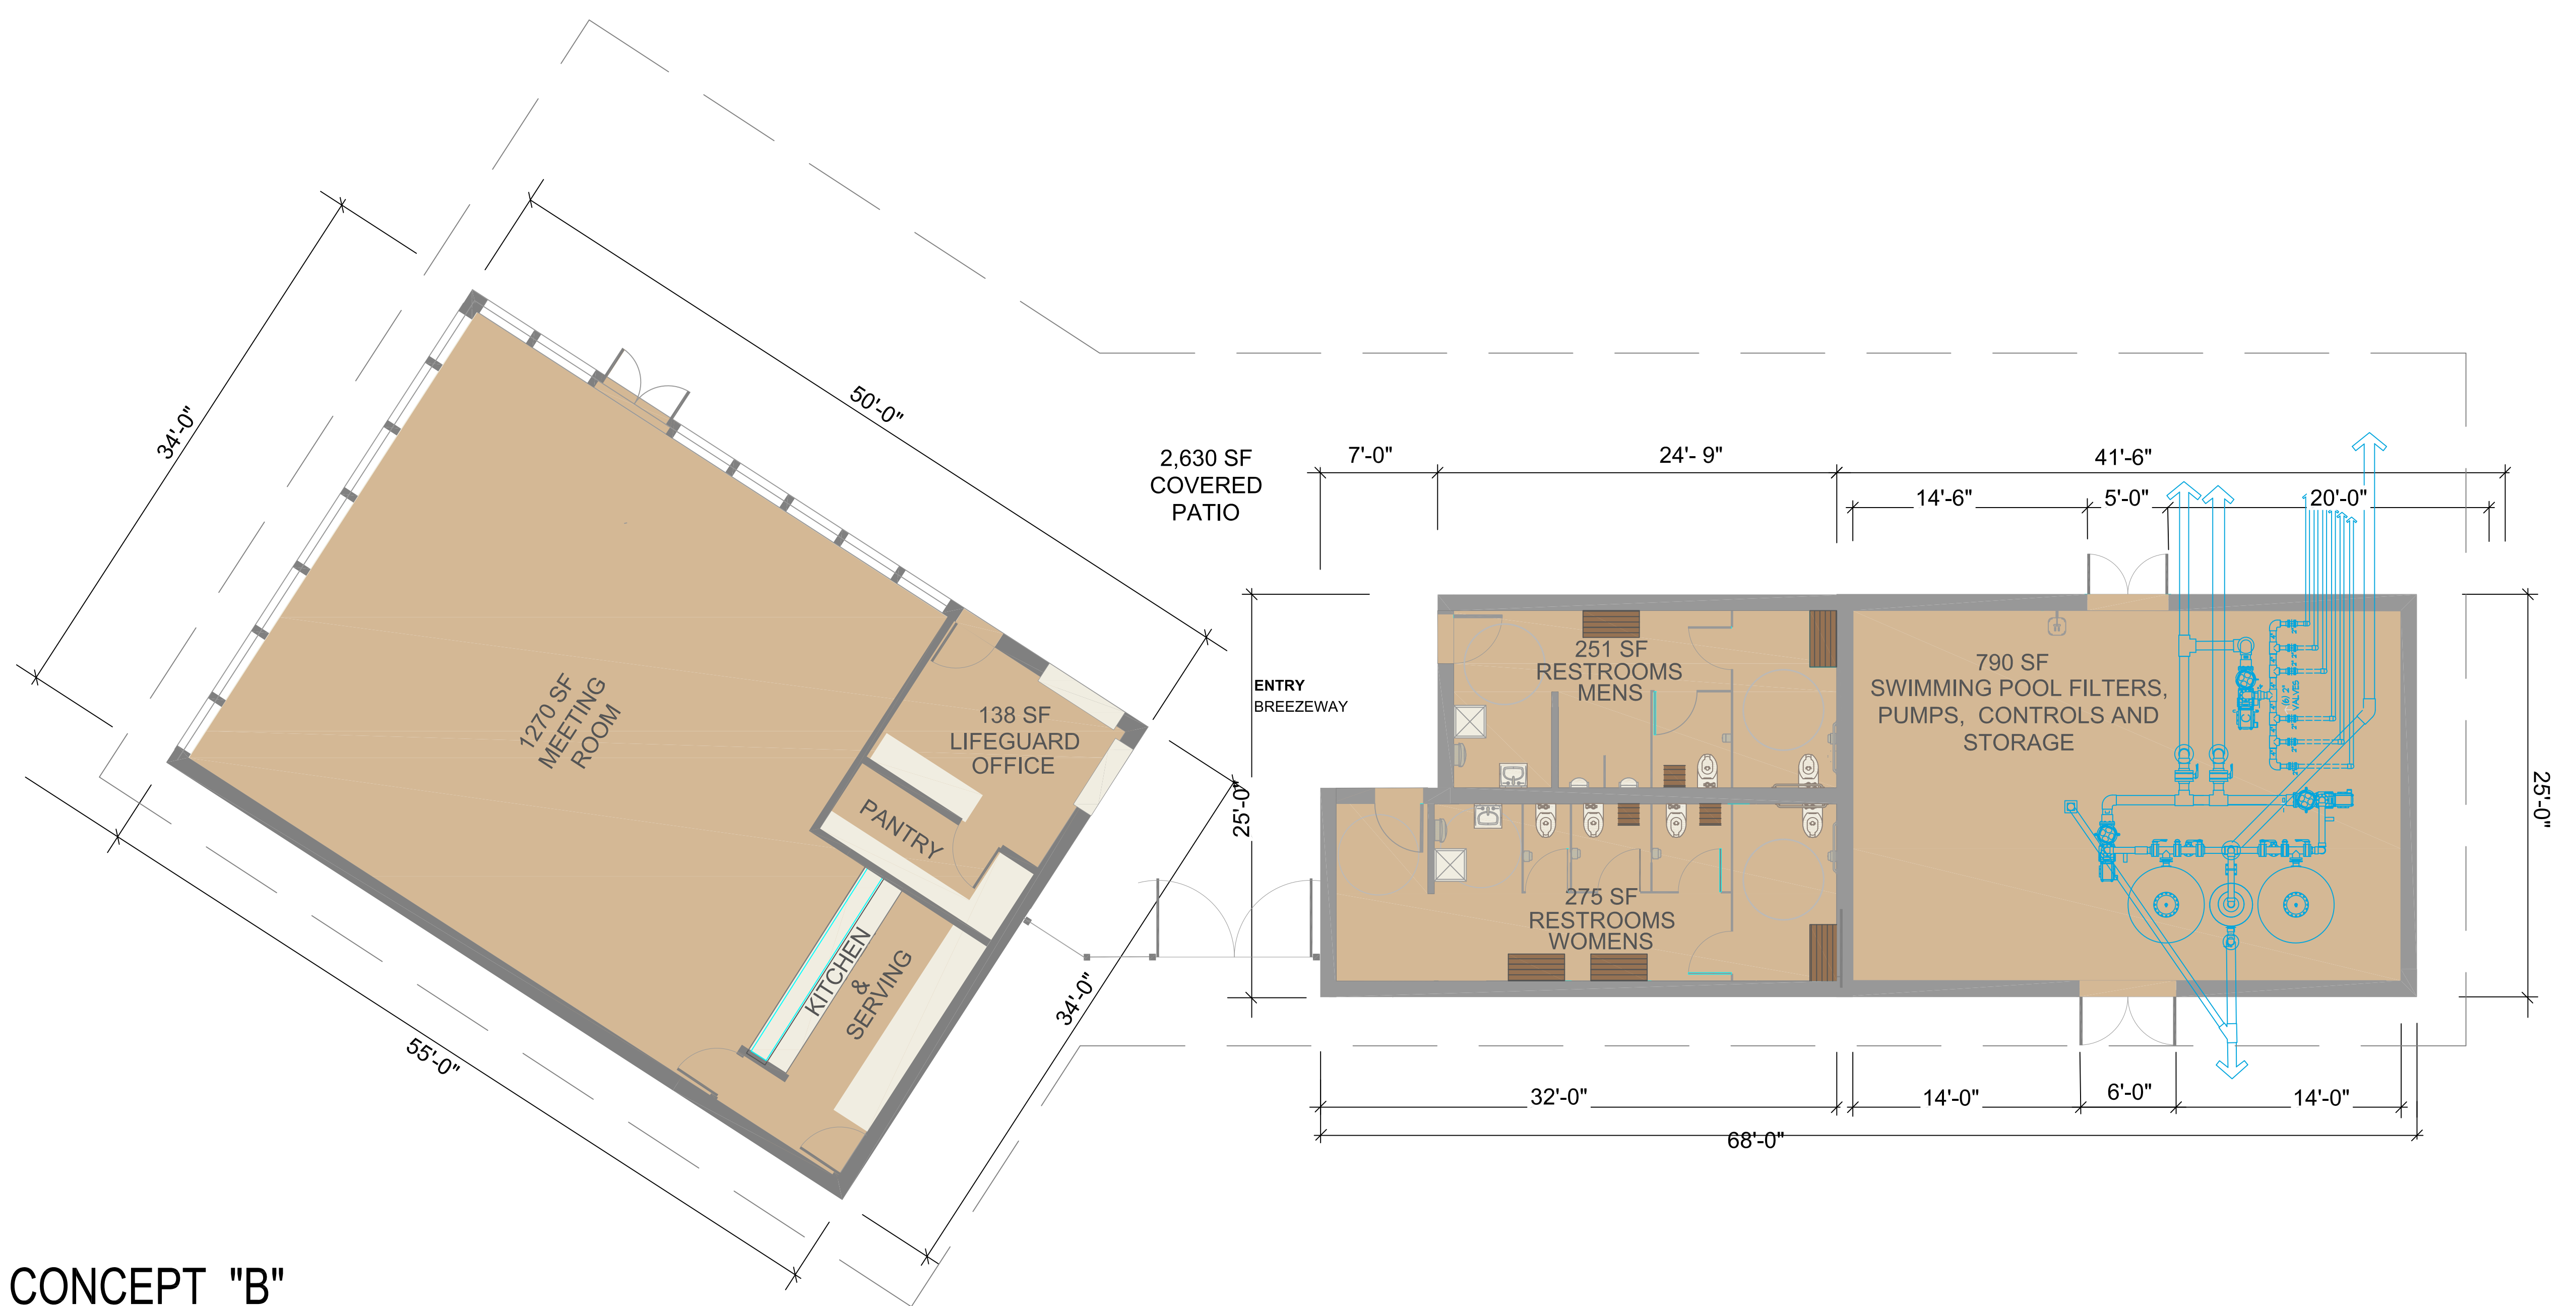 34'-0"
50'-0"
2,630 SF
COVERED
PATIO
7'-0"
24'- 9"
41'-6"
14'-6"
5'-0"
20'-0"
1270 SF
MEETING
ROOM
138 SF
LIFEGUARD
OFFICE
PANTRY
KITCHEN
&
SERVING
ENTRY
BREEZEWAY
25'-0"
251 SF
RESTROOMS
MENS
275 SF
RESTROOMS
WOMENS
790 SF
SWIMMING POOL FILTERS,
PUMPS, CONTROLS AND
STORAGE
(6) 2"
VALVES
25'-0"
34'-0"
55'-0"
32'-0"
14'-0"
6'-0"
14'-0"
68'-0"
CONCEPT "B"